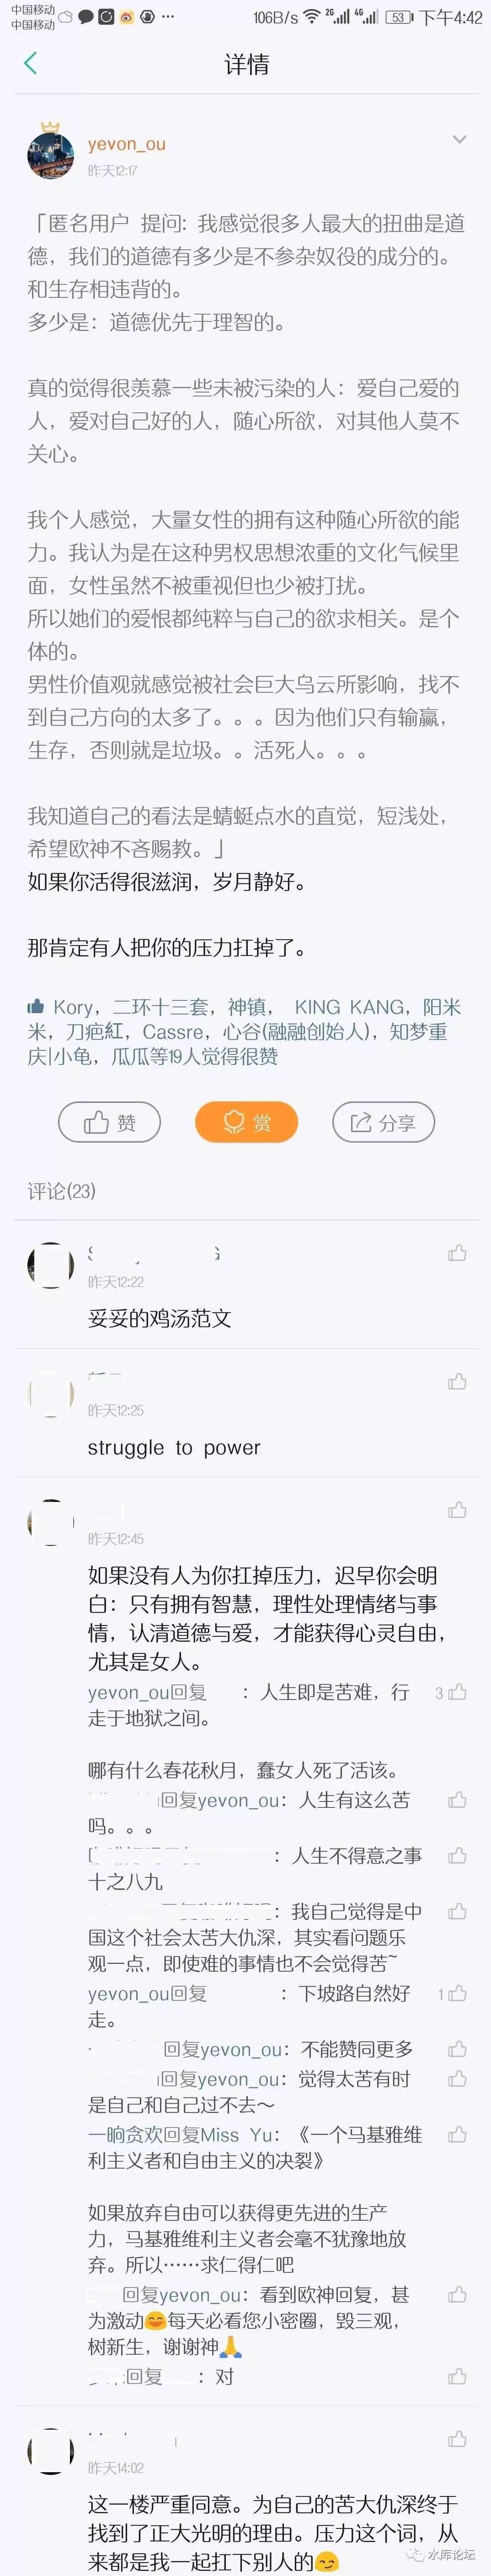 中国移动
中国移动
106B/s 2G 4G 53 下午4:42
详情
yevon_ou
昨天12:17
「匿名用户 提问：我感觉很多人最大的扭曲是道
德，我们的道德有多少是不参杂奴役的成分的。
和生存相违背的。
多少是：道德优先于理智的。
真的觉得很羡慕一些未被污染的人：爱自己爱的
人，爱对自己好的人，随心所欲，对其他人莫不
关心。
我个人感觉，大量女性的拥有这种随心所欲的能
力。我认为是在这种男权思想浓重的文化气候里
面，女性虽然不被重视但也少被打扰。
所以她们的爱恨都纯粹与自己的欲求相关。是个
体的。
男性价值观就感觉被社会巨大乌云所影响，找不
到自己方向的太多了。。。因为他们只有输赢，
生存，否则就是垃圾。。活死人。。。
我知道自己的看法是蜻蜓点水的直觉，短浅处，
希望欧神不吝赐教。」
如果你活得很滋润，岁月静好。
那肯定有人把你的压力扛掉了。
Kory，二环十三套，神镇， KING KANG，阳米
米，刀疤紅，Cassre，心谷(融融创始人)，知梦重
庆|小龟，瓜瓜等19人觉得很赞
赞 赏 分享
评论(23)
昨天12:22
妥妥的鸡汤范文
昨天12:25
struggle to power
昨天12:45
如果没有人为你扛掉压力，迟早你会明
白：只有拥有智慧，理性处理情绪与事
情，认清道德与爱，才能获得心灵自由，
尤其是女人。
yevon_ou回复 ：人生即是苦难，行 3
走于地狱之间。
哪有什么春花秋月，蠢女人死了活该。
回复yevon_ou：人生有这么苦
吗。。。
：人生不得意之事
十之八九
：我自己觉得是中
国这个社会太苦大仇深，其实看问题乐
观一点，即使难的事情也不会觉得苦~
yevon_ou回复 ：下坡路自然好 1
走。
回复yevon_ou：不能赞同更多
回复yevon_ou：觉得太苦有时
是自己和自己过不去～
一晌贪欢回复Miss Yu：《一个马基雅维
利主义者和自由主义的决裂》
如果放弃自由可以获得更先进的生产
力，马基雅维利主义者会毫不犹豫地放
弃。所以……求仁得仁吧
回复yevon_ou：看到欧神回复，甚
为激动😄每天必看您小密圈，毁三观，
树新生，谢谢神🙏
回复 ：对
昨天14:02
这一楼严重同意。为自己的苦大仇深终于
找到了正大光明的理由。压力这个词，从
来都是我一起扛下别人的😏
水库论坛